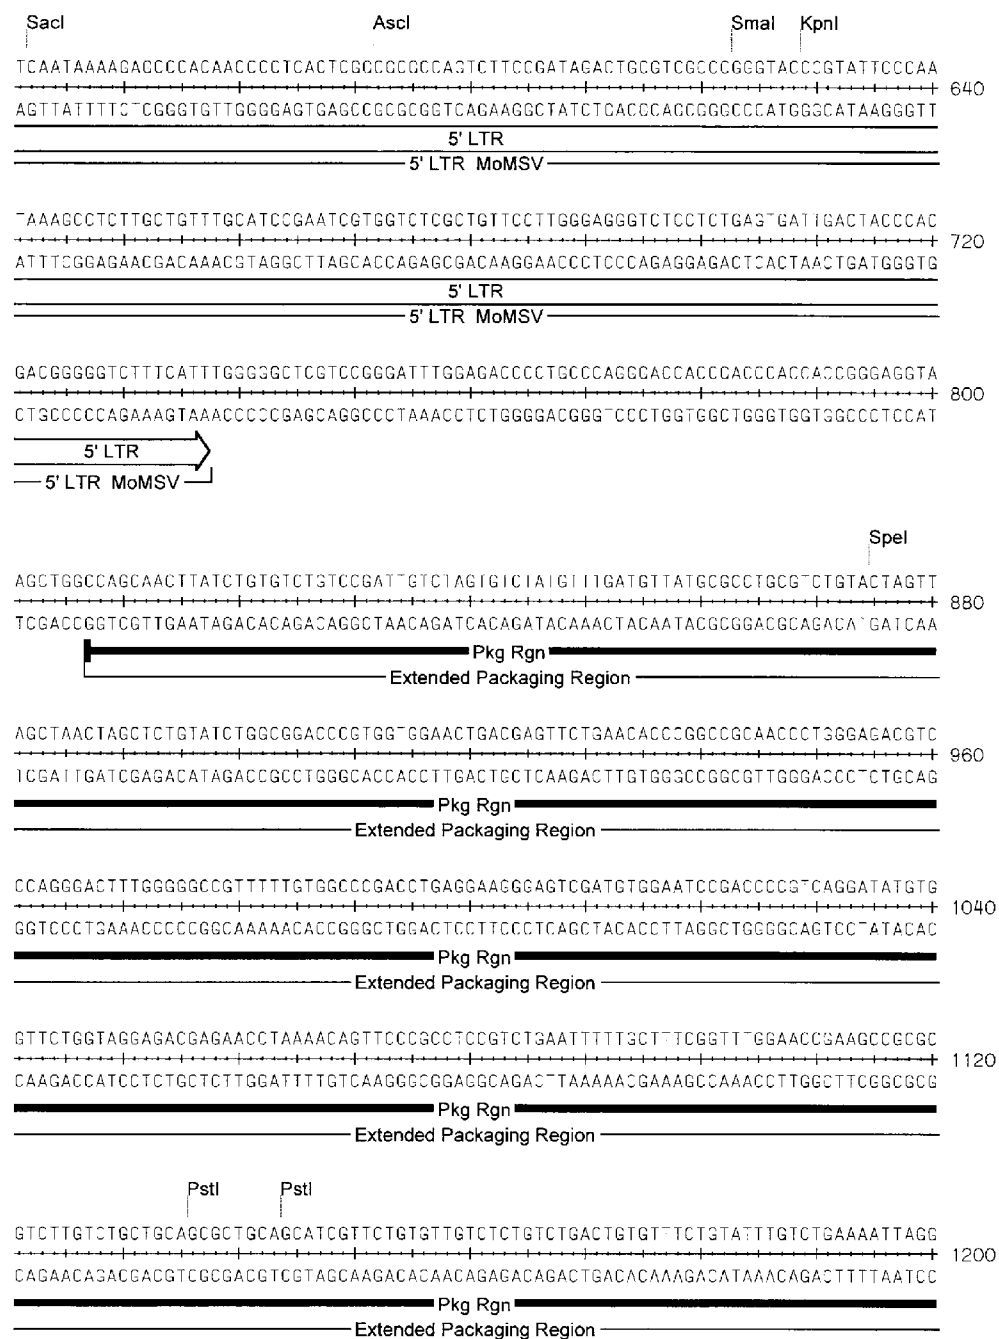 SacI AscI SmaI KpnI
TCAATAAAAGAGCCCACAACCCCTCACTCGGCGCGCCAGTCTTCCGATAGACTGCGTCGCCCGGGTACCCGTATTCCCAA
640
AGTTATTTTCTCGGGTGTTGGGGAGTGAGCCGCGCGGTCAGAAGGCTATCTGACGCAGCGGGCCCATGGGCATAAGGGTT
5' LTR
5' LTR MoMSV
TAAAGCCTCTTGCTGTTTGCATCCGAATCGTGGTCTCGCTGTTCCTTGGGAGGGTCTCCTCTGAGTGATTGACTACCCAC
720
ATTTCGGAGAACGACAAACGTAGGCTTAGCACCAGAGCGACAAGGAACCCTCCCAGAGGAGACTCACTAACTGATGGGTG
5' LTR
5' LTR MoMSV
GACGGGGGTCTTTCATTTGGGGGCTCGTCCGGGATTTGGAGACCCCTGCCCAGGGACCACCGACCCACCACCGGGAGGTA
800
CTGCCCCCAGAAAGTAAACCCCCGAGCAGGCCCTAAACCTCTGGGGACGGGTCCCTGGTGGCTGGGTGGTGGCCCTCCAT
5' LTR
5' LTR MoMSV
SpeI
AGCTGGCCAGCAACTTATCTGTGTCTGTCCGATTGTCTAGTGTCTATGTTTGATGTTATGCGCCTGCGTCTGTACTAGTT
880
TCGACCGGTCGTTGAATAGACACAGACAGGCTAACAGATCACAGATACAAACTACAATACGCGGACGCAGACATGATCAA
Pkg Rgn
Extended Packaging Region
AGCTAACTAGCTCTGTATCTGGCGGACCCGTGGTGGAACTGACGAGTTCTGAACACCCGGCCGCAACCCTGGGAGACGTC
960
TCGATTGATCGAGACATAGACCGCCTGGGCACCACCTTGACTGCTCAAGACTTGTGGGCCGGCGTTGGGACCCTCTGCAG
Pkg Rgn
Extended Packaging Region
CCAGGGACTTTGGGGGCCGTTTTTGTGGCCCGACCTGAGGAAGGGAGTCGATGTGGAATCCGACCCCGTCAGGATATGTG
1040
GGTCCCTGAAACCCCCGGCAAAAACACCGGGCTGGACTCCTTCCCTCAGCTACACCTTAGGCTGGGGCAGTCCTATACAC
Pkg Rgn
Extended Packaging Region
GTTCTGGTAGGAGACGAGAACCTAAAACAGTTCCCGCCTCCGTCTGAATTTTTGCTTTCGGTTTGGAACCGAAGCCGCGC
1120
CAAGACCATCCTCTGCTCTTGGATTTTGTCAAGGGCGGAGGCAGACTTAAAAACGAAAGCCAAACCTTGGCTTCGGCGCG
Pkg Rgn
Extended Packaging Region
PstI PstI
GTCTTGTCTGCTGCAGCGCTGCAGCATCGTTCTGTGTTGTCTCTGTCTGACTGTGTTTCTGTATTTGTCTGAAAATTAGG
1200
CAGAACAGACGACGTCGCGACGTCGTAGCAAGACACAACAGAGACAGACTGACACAAAGACATAAACAGACTTTTAATCC
Pkg Rgn
Extended Packaging Region